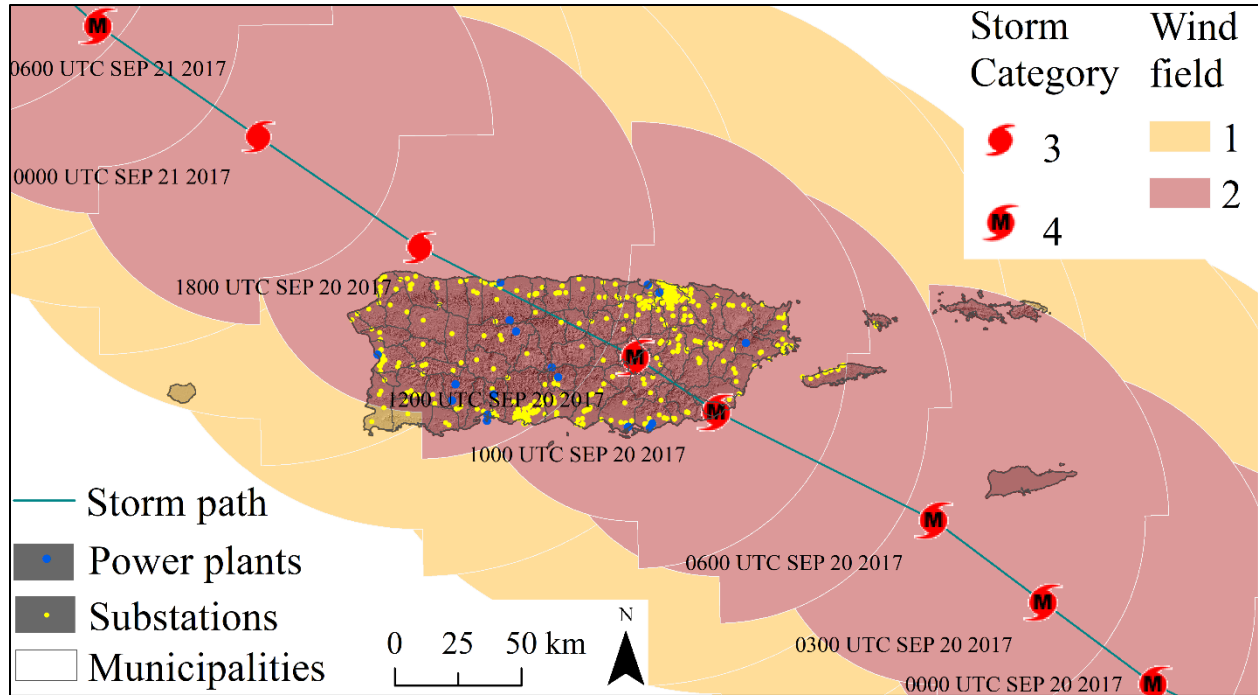 Storm
Category
3
4
Wind
field
1
2
M
0600 UTC SEP 21 2017
0000 UTC SEP 21 2017
1800 UTC SEP 20 2017
M
1200 UTC SEP 20 2017
M
1000 UTC SEP 20 2017
M
0600 UTC SEP 20 2017
M
0300 UTC SEP 20 2017
M
0000 UTC SEP 20 2017
M
Storm path
Power plants
Substations
Municipalities
0 25 50 km
N